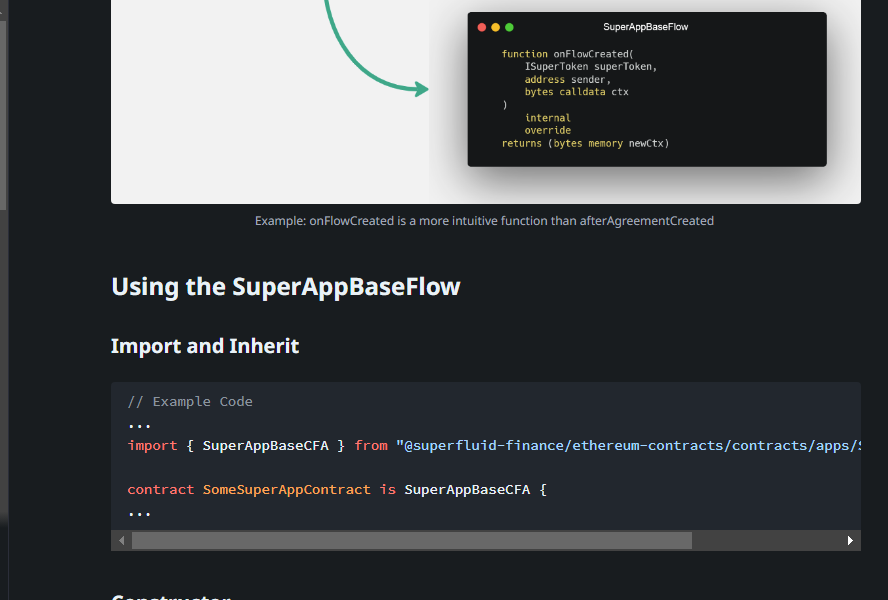 SuperAppBaseFlow
function onFlowCreated(
ISuperToken superToken,
address sender,
bytes calldata ctx
)
internal
override
returns (bytes memory newCtx)
Example: onFlowCreated is a more intuitive function than afterAgreementCreated
Using the SuperAppBaseFlow
Import and Inherit
// Example Code
...
import { SuperAppBaseCFA } from "@superfluid-finance/ethereum-contracts/contracts/apps/
contract SomeSuperAppContract is SuperAppBaseCFA {
...
Constructor